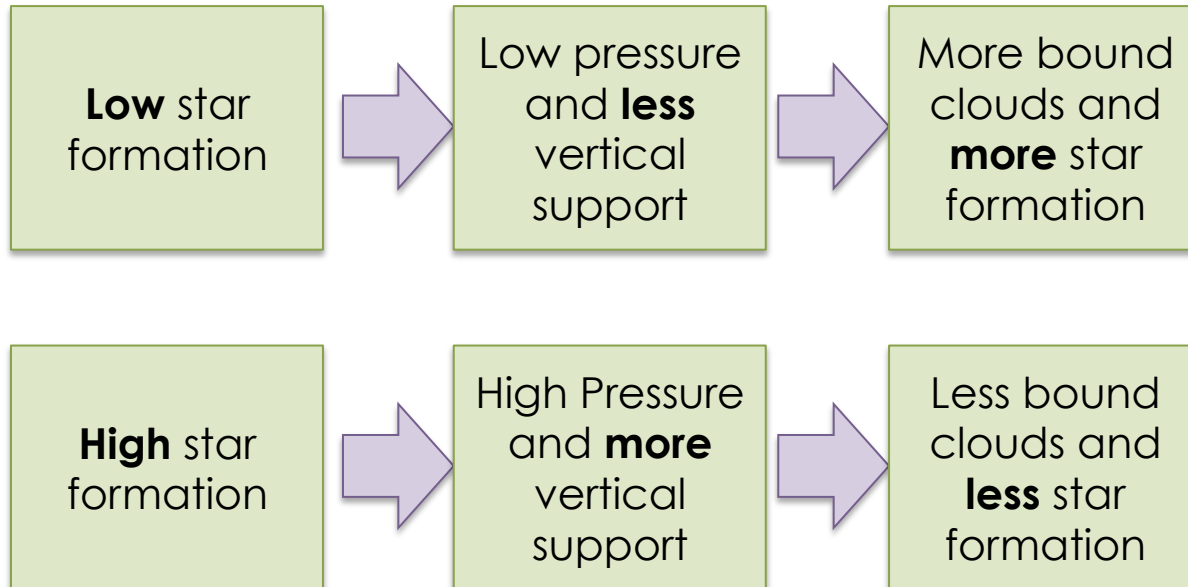 Low star
formation
Low pressure
and less
vertical
support
More bound
clouds and
more star
formation
High star
formation
High Pressure
and more
vertical
support
Less bound
clouds and
less star
formation